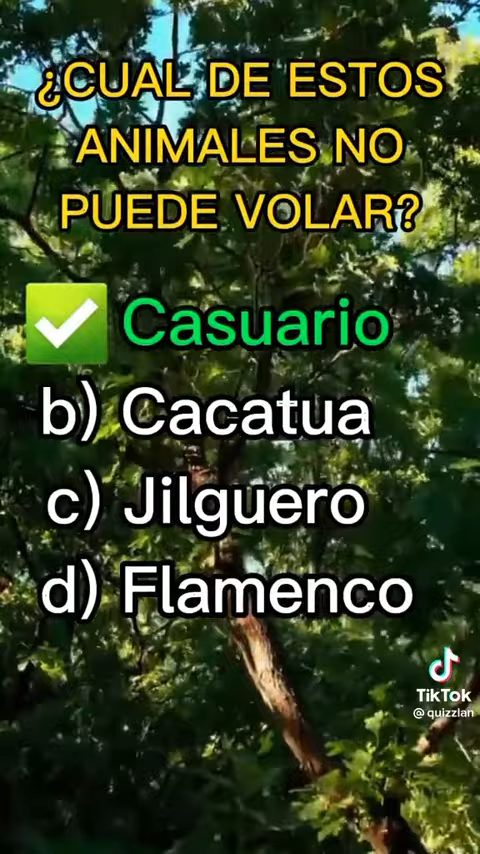 ¿CUAL DE ESTOS
ANIMALES NO
PUEDE VOLAR?
Casuario
b) Cacatua
c) Jilguero
d) Flamenco
TikTok
@quizzlan